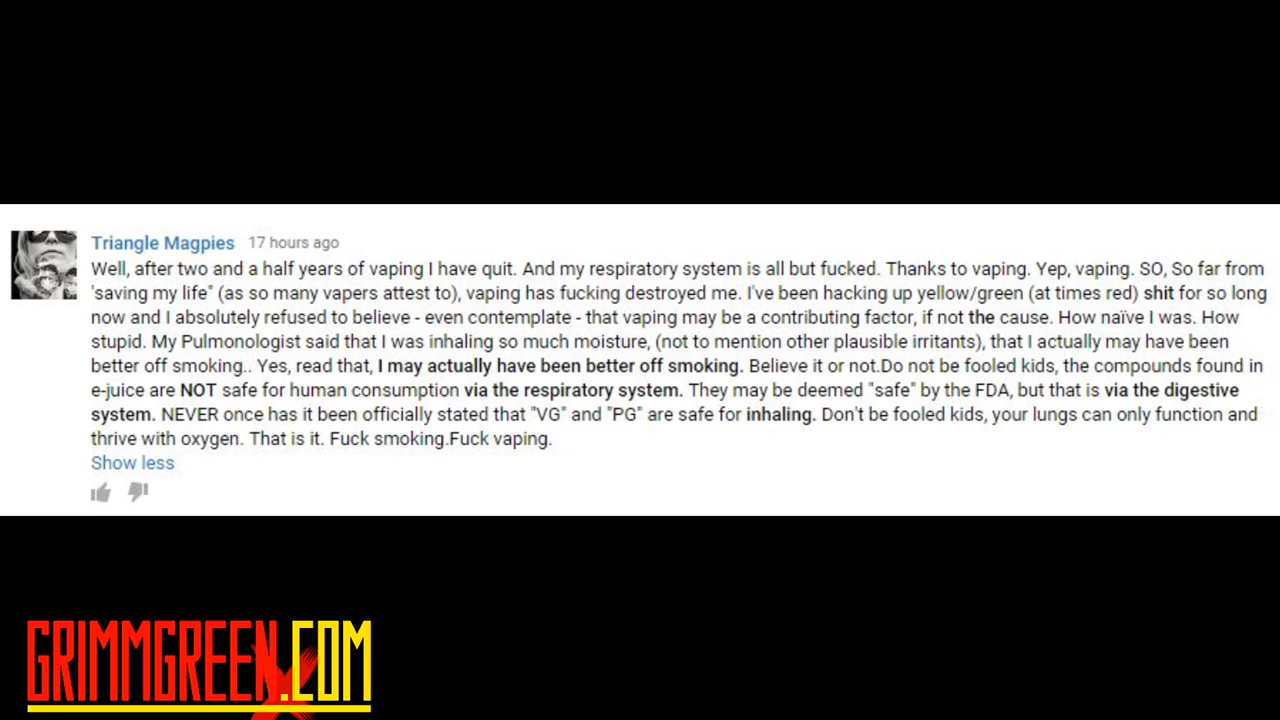 Triangle Magpies 17 hours ago
Well, after two and a half years of vaping I have quit. And my respiratory system is all but fucked. Thanks to vaping. Yep, vaping. SO, So far from
'saving my life" (as so many vapers attest to), vaping has fucking destroyed me. I've been hacking up yellow/green (at times red) shit for so long
now and I absolutely refused to believe - even contemplate - that vaping may be a contributing factor, if not the cause. How naïve I was. How
stupid. My Pulmonologist said that I was inhaling so much moisture, (not to mention other plausible irritants), that I actually may have been
better off smoking.. Yes, read that, I may actually have been better off smoking. Believe it or not.Do not be fooled kids, the compounds found in
e-juice are NOT safe for human consumption via the respiratory system. They may be deemed "safe" by the FDA, but that is via the digestive
system. NEVER once has it been officially stated that "VG" and "PG" are safe for inhaling. Don't be fooled kids, your lungs can only function and
thrive with oxygen. That is it. Fuck smoking.Fuck vaping.
Show less
GRIMMGREEN.COM